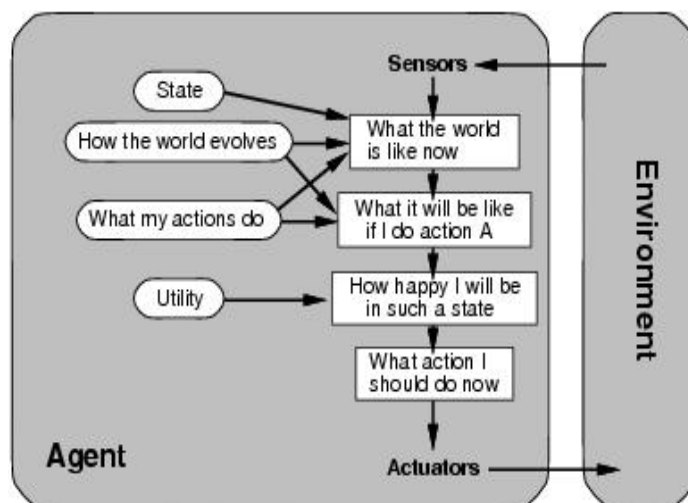 Sensors
State
What the world
is like now
How the world evolves
What my actions do
What it will be like
if I do action A
Utility
How happy I will be
in such a state
What action I
should do now
Agent
Actuators
Environment